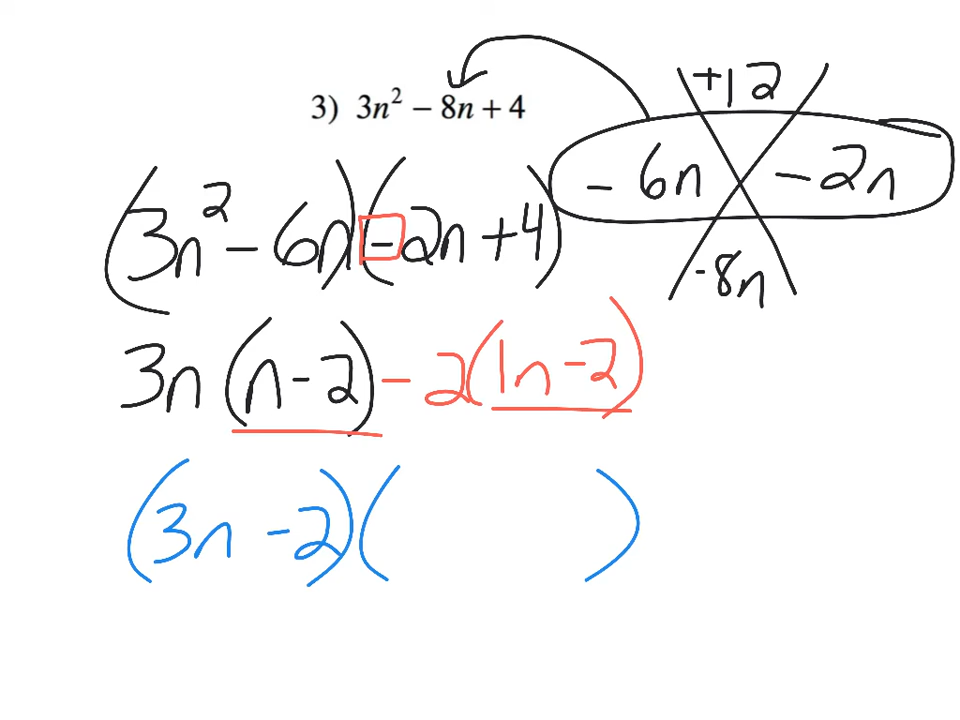 +12
3) 3n² − 8n + 4
− 6n − 2n
(3n² − 6n)(− 2n + 4)
-8n
3n (n − 2) − 2(1n − 2)
(3n − 2)( )